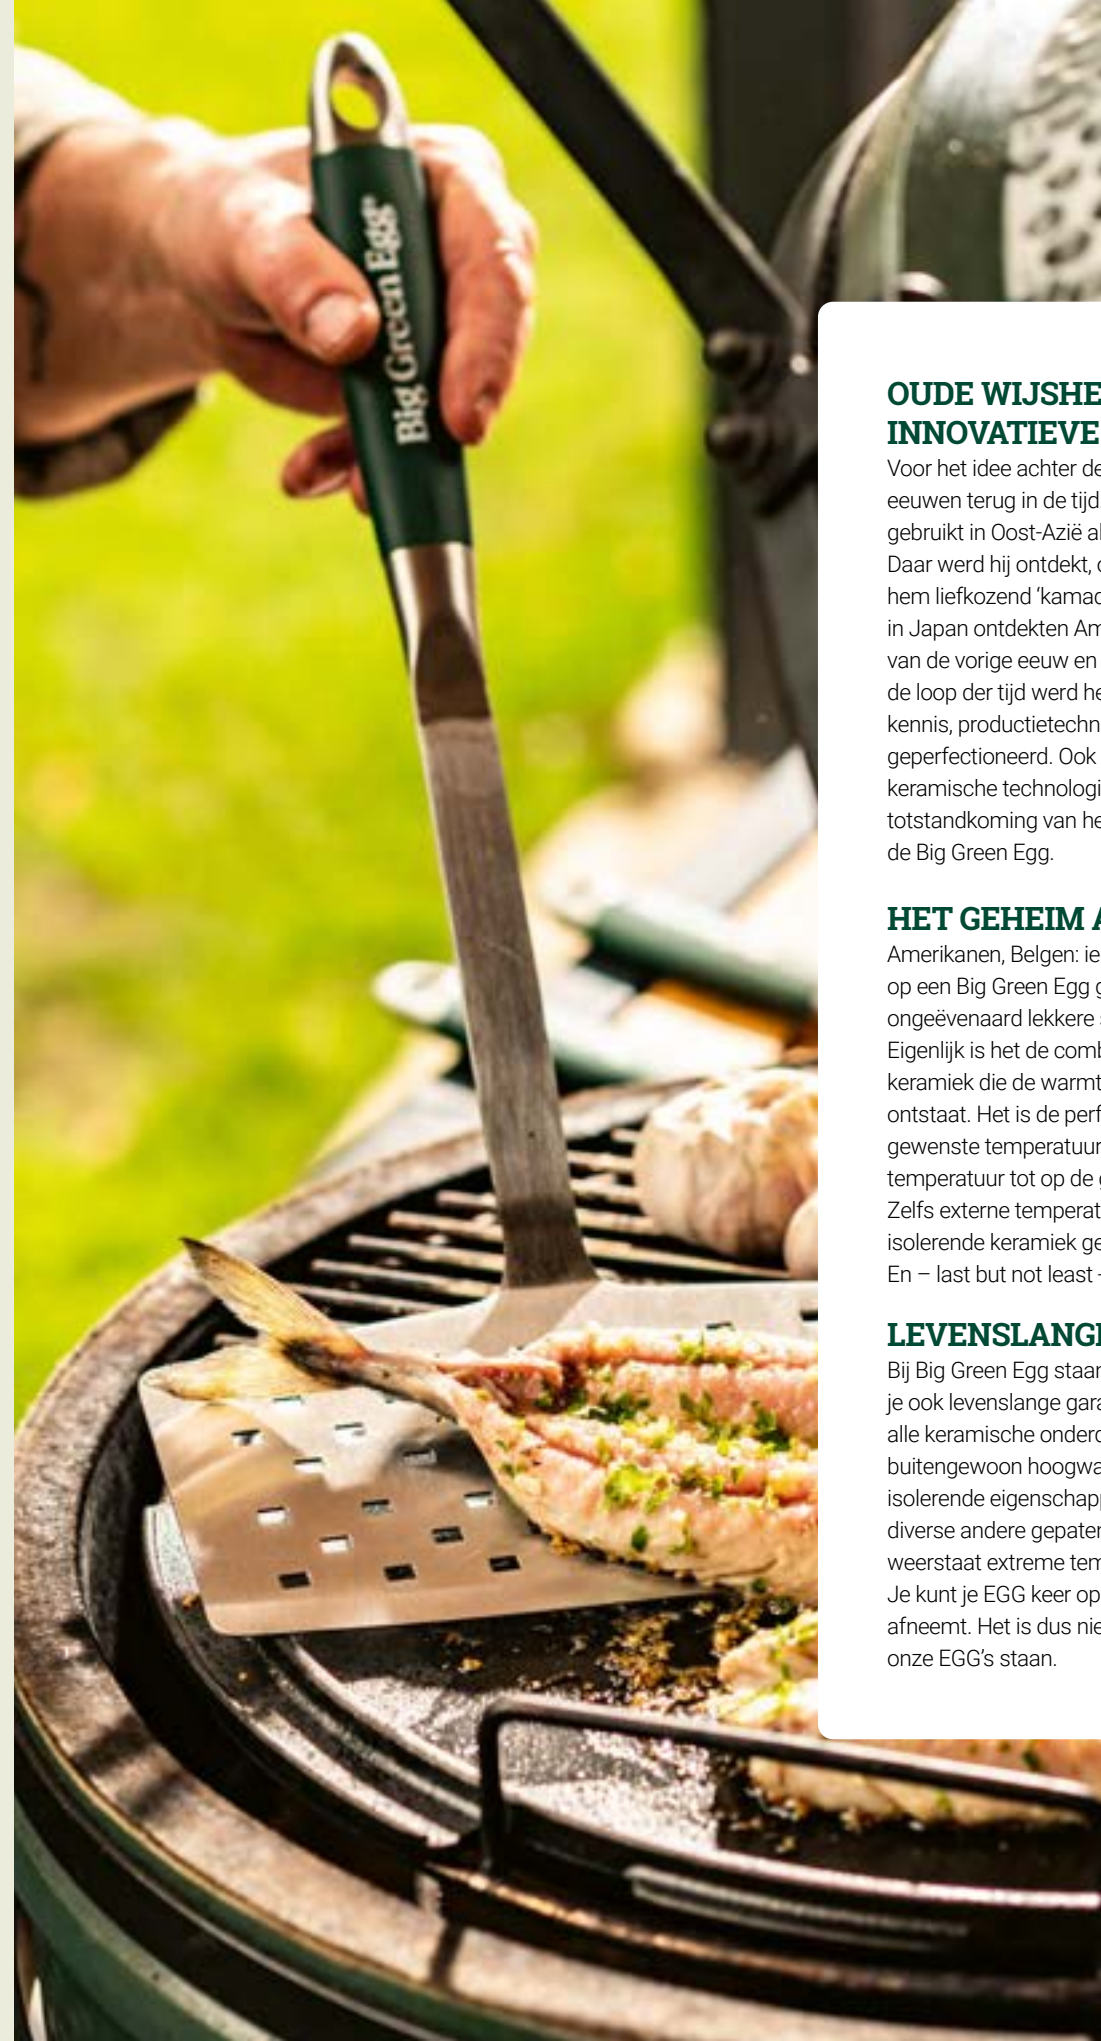 Big Green Egg®
OUDE WIJSHE
INNOVATIEVE
Voor het idee achter de
eeuwen terug in de tijd.
gebruikt in Oost-Azië al
Daar werd hij ontdekt, o
hem liefkozend ‘kamad
in Japan ontdekten Am
van de vorige eeuw en
de loop der tijd werd he
kennis, productietechn
geperfectioneerd. Ook
keramische technologi
totstandkoming van he
de Big Green Egg.
HET GEHEIM A
Amerikanen, Belgen: ie
op een Big Green Egg g
ongeëvenaard lekkere s
Eigenlijk is het de comb
keramiek die de warmt
ontstaat. Het is de perf
gewenste temperatuur
temperatuur tot op de g
Zelfs externe temperat
isolerende keramiek ge
En – last but not least -
LEVENSLANGE
Bij Big Green Egg staan
je ook levenslange gara
alle keramische onderd
buitengewoon hoogwa
isolerende eigenschapp
diverse andere gepaten
weerstaat extreme tem
Je kunt je EGG keer op
afneemt. Het is dus nie
onze EGG’s staan.